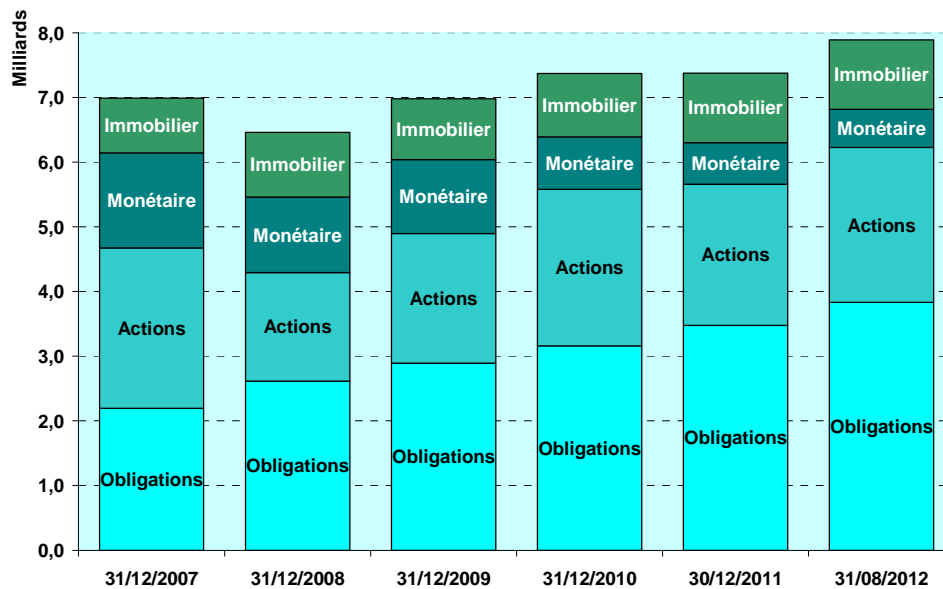 Milliards
8,0
7,0
6,0
5,0
4,0
3,0
2,0
1,0
0,0
Immobilier
Monétaire
Actions
Obligations
Immobilier
Monétaire
Actions
Obligations
Immobilier
Monétaire
Actions
Obligations
Immobilier
Monétaire
Actions
Obligations
Immobilier
Monétaire
Actions
Obligations
Immobilier
Monétaire
Actions
Obligations
31/12/2007 31/12/2008 31/12/2009 31/12/2010 30/12/2011 31/08/2012